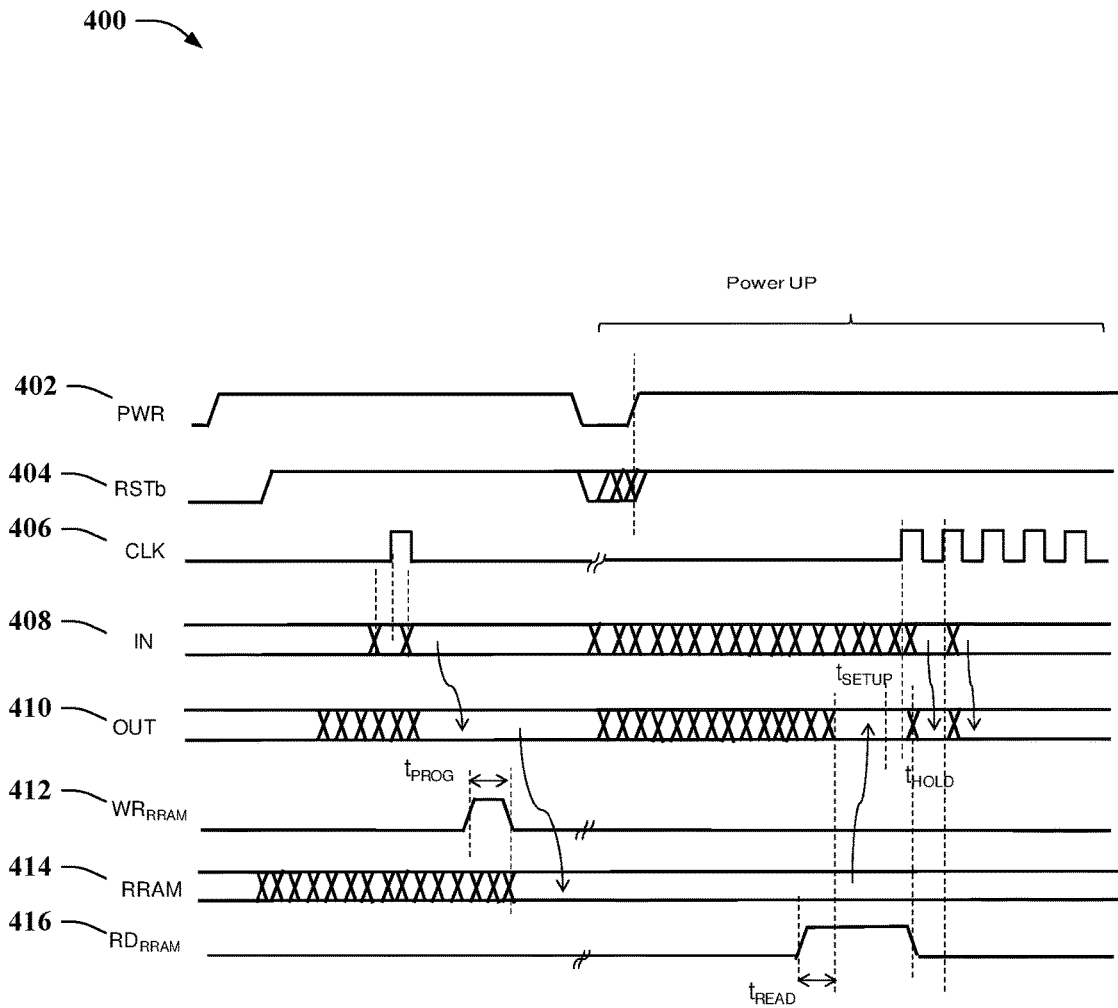 400
Power UP
402
PWR
404
RSTb
406
CLK
408
IN
tSETUP
410
OUT
tPROG
tHOLD
412
WRRRAM
414
RRAM
416
RDRRAM
tREAD